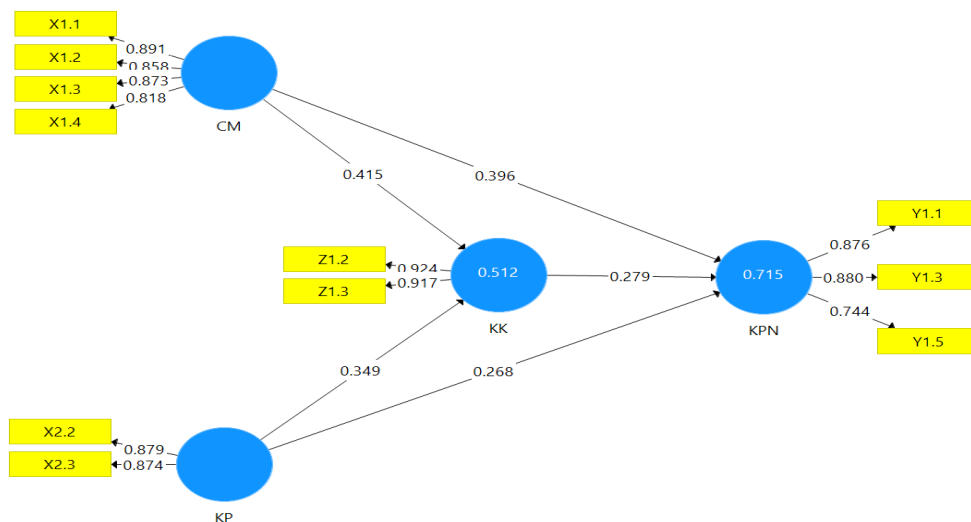 X1.1
0.891
X1.2
0.858
X1.3
0.873
X1.4
0.818
CM
0.415
0.396
Y1.1
0.876
Z1.2
0.924
0.512
0.279
0.715
0.880
Y1.3
Z1.3
0.917
KK
KPN
0.744
Y1.5
0.349
0.268
X2.2
0.879
X2.3
0.874
KP